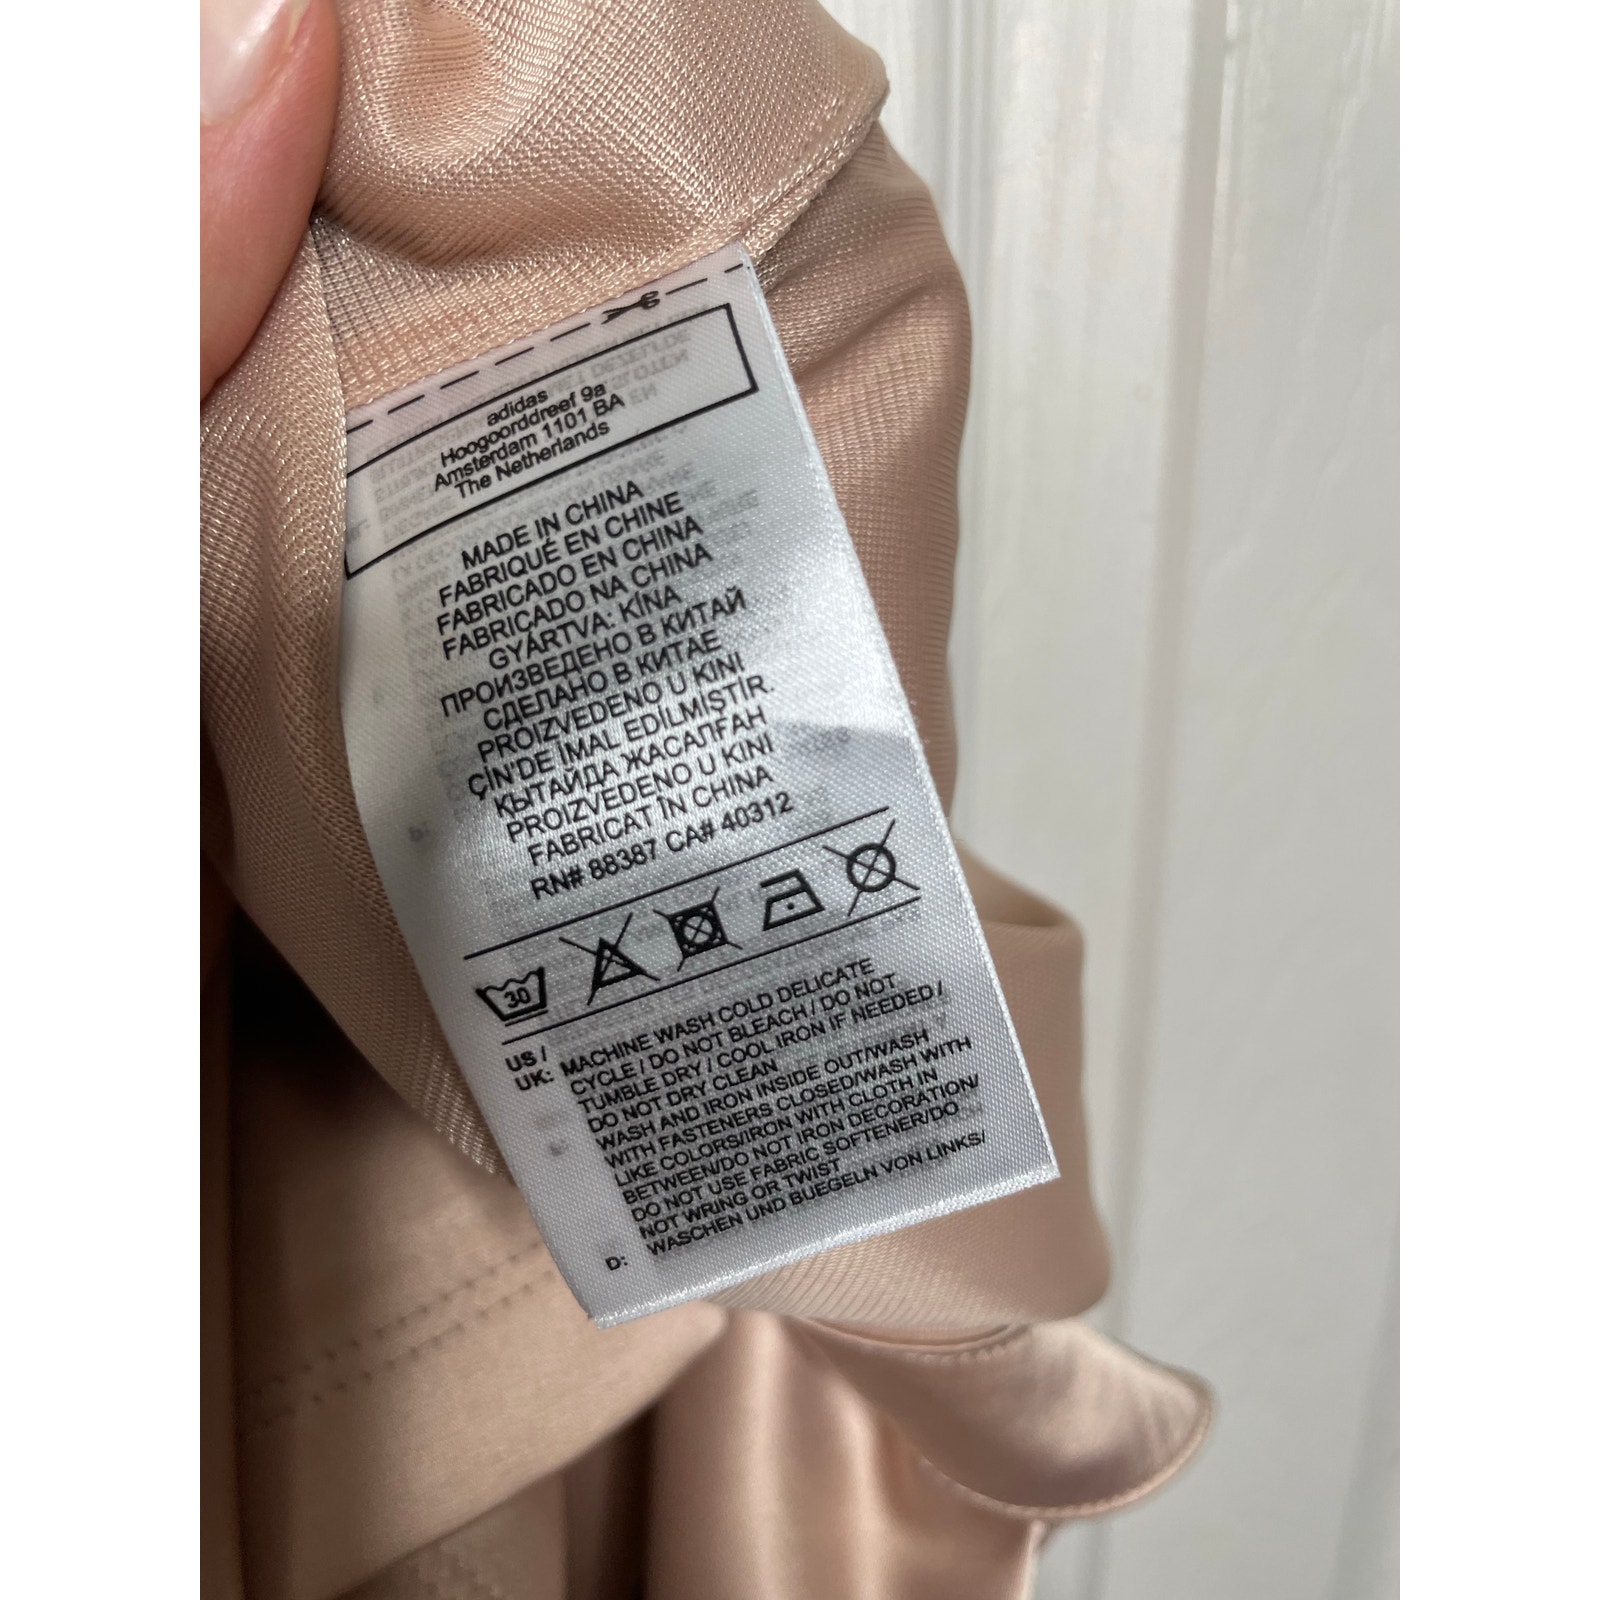 adidas
Hoogoorddreef 9a
Amsterdam 1101 BA
The Netherlands
MADE IN CHINA
FABRIQUÉ EN CHINE
FABRICADO EN CHINA
FABRICADO NA CHINA
GYÁRTVA: KÍNA
ПРОИЗВЕДЕНО В КИТАЙ
СДЕЛАНО В КИТАЕ
PROIZVEDENO U KINI
ÇİN'DE İMAL EDİLMİŞTİR.
КЫТАЙДА ЖАСАПҒАН
PROIZVEDENO U KINI
FABRICAT ÎN CHINA
RN# 88387 CA# 40312
30
US / UK: MACHINE WASH COLD DELICATE
CYCLE / DO NOT BLEACH / DO NOT
TUMBLE DRY / COOL IRON IF NEEDED /
DO NOT DRY CLEAN
WASH AND IRON INSIDE OUT/WASH
WITH FASTENERS CLOSED/WASH WITH
LIKE COLORS/IRON WITH CLOTH IN
BETWEEN/DO NOT IRON DECORATION/
DO NOT USE FABRIC SOFTENER/DO
NOT WRING OR TWIST
D: WASCHEN UND BUEGELN VON LINKS/